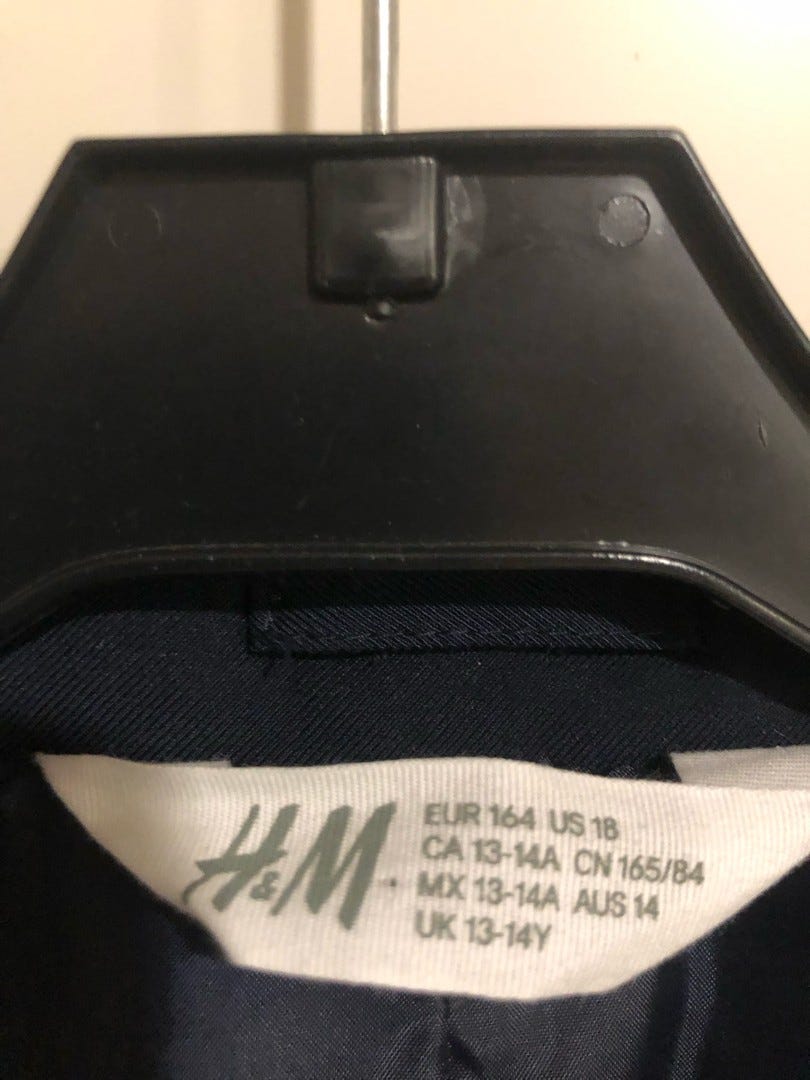 H&M
EUR 164 US 18
CA 13-14A CN 165/84
MX 13-14A AUS 14
UK 13-14Y